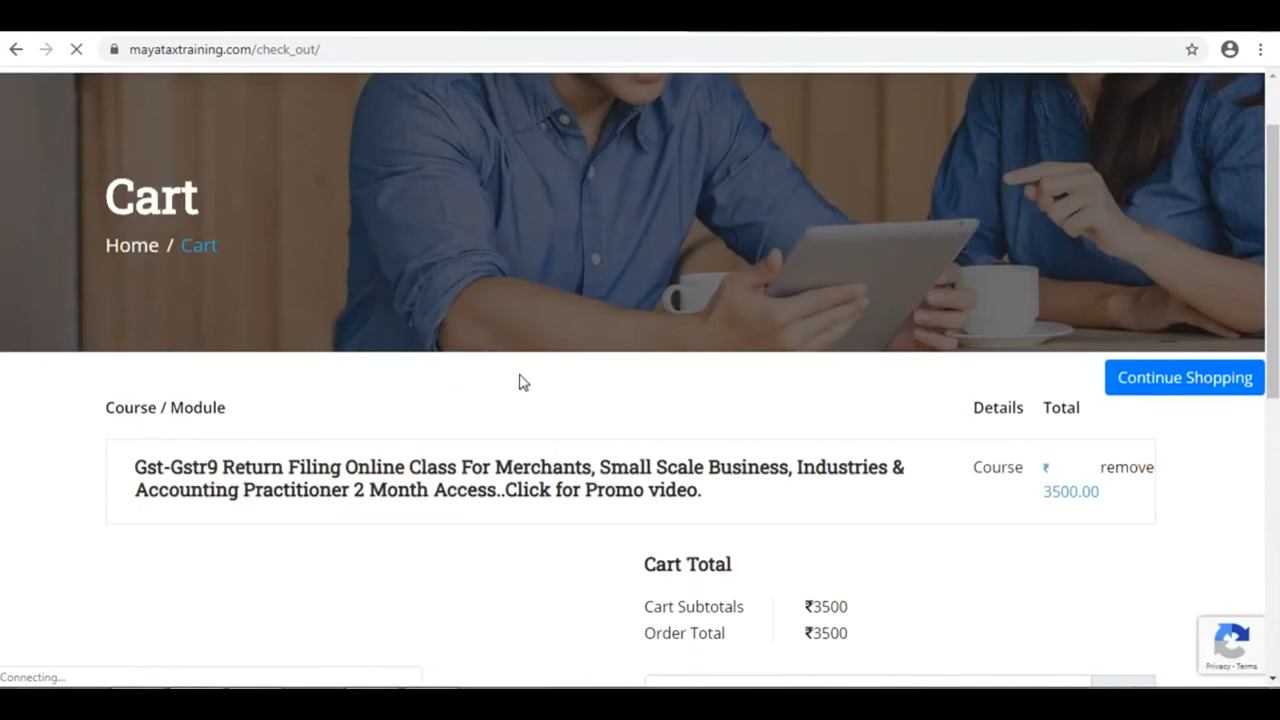 mayataxtraining.com/check_out/
Cart
Home / Cart
Continue Shopping
Course / Module Details Total
Gst-Gstr9 Return Filing Online Class For Merchants, Small Scale Business, Industries & Course ₹ remove
Accounting Practitioner 2 Month Access..Click for Promo video. 3500.00
Cart Total
Cart Subtotals ₹3500
Order Total ₹3500
Privacy - Terms
Connecting...